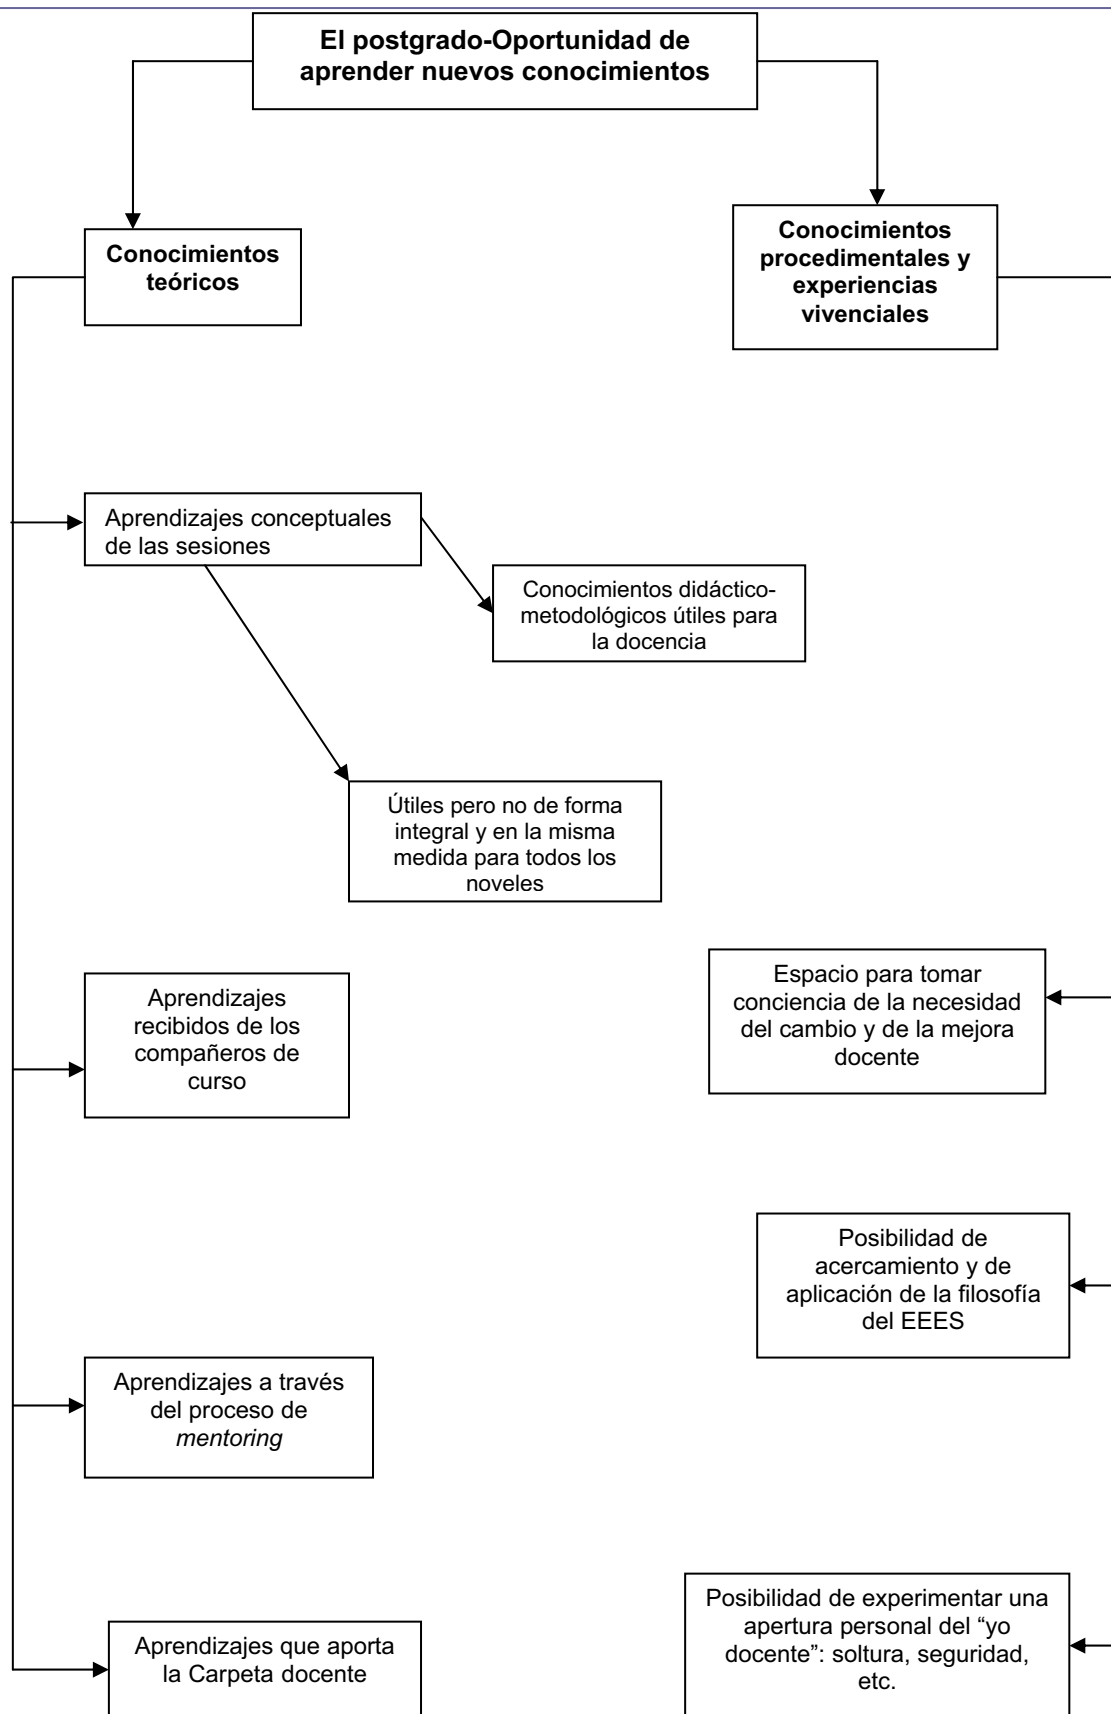 El postgrado-Oportunidad de
aprender nuevos conocimientos
Conocimientos
teóricos
Conocimientos
procedimentales y
experiencias
vivenciales
Aprendizajes conceptuales
de las sesiones
Conocimientos didáctico-
metodológicos útiles para
la docencia
Útiles pero no de forma
integral y en la misma
medida para todos los
noveles
Aprendizajes
recibidos de los
compañeros de
curso
Espacio para tomar
conciencia de la necesidad
del cambio y de la mejora
docente
Posibilidad de
acercamiento y de
aplicación de la filosofía
del EEES
Aprendizajes a través
del proceso de
mentoring
Aprendizajes que aporta
la Carpeta docente
Posibilidad de experimentar una
apertura personal del “yo
docente”: soltura, seguridad,
etc.